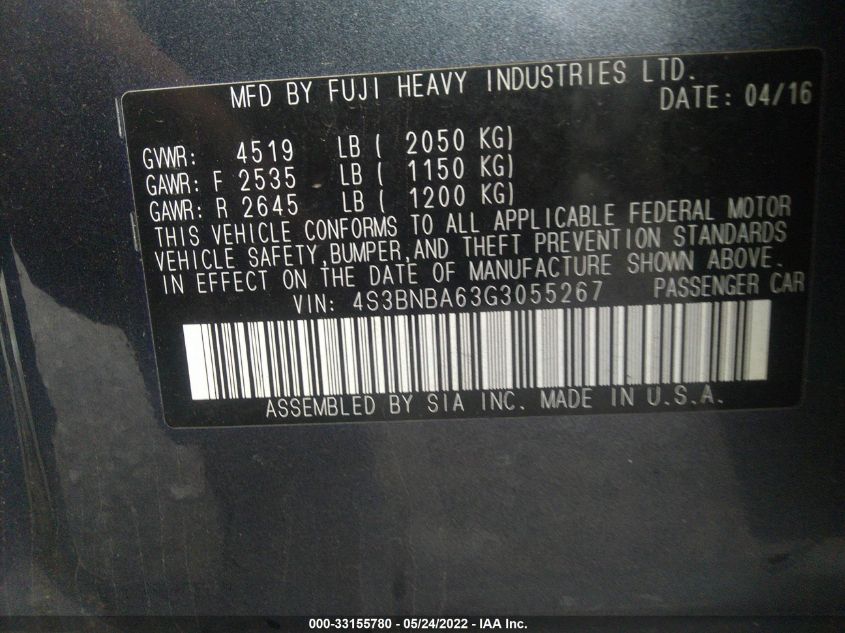 MFD BY FUJI HEAVY INDUSTRIES LTD.
DATE: 04/16
GVWR: 4519 LB ( 2050 KG)
GAWR: F 2535 LB ( 1150 KG)
GAWR: R 2645 LB ( 1200 KG)
THIS VEHICLE CONFORMS TO ALL APPLICABLE FEDERAL MOTOR
VEHICLE SAFETY,BUMPER,AND THEFT PREVENTION STANDARDS
IN EFFECT ON THE DATE OF MANUFACTURE SHOWN ABOVE.
VIN: 4S3BNBA63G3055267 PASSENGER CAR
ASSEMBLED BY SIA INC. MADE IN U.S.A.
000-33155780 - 05/24/2022 - IAA Inc.